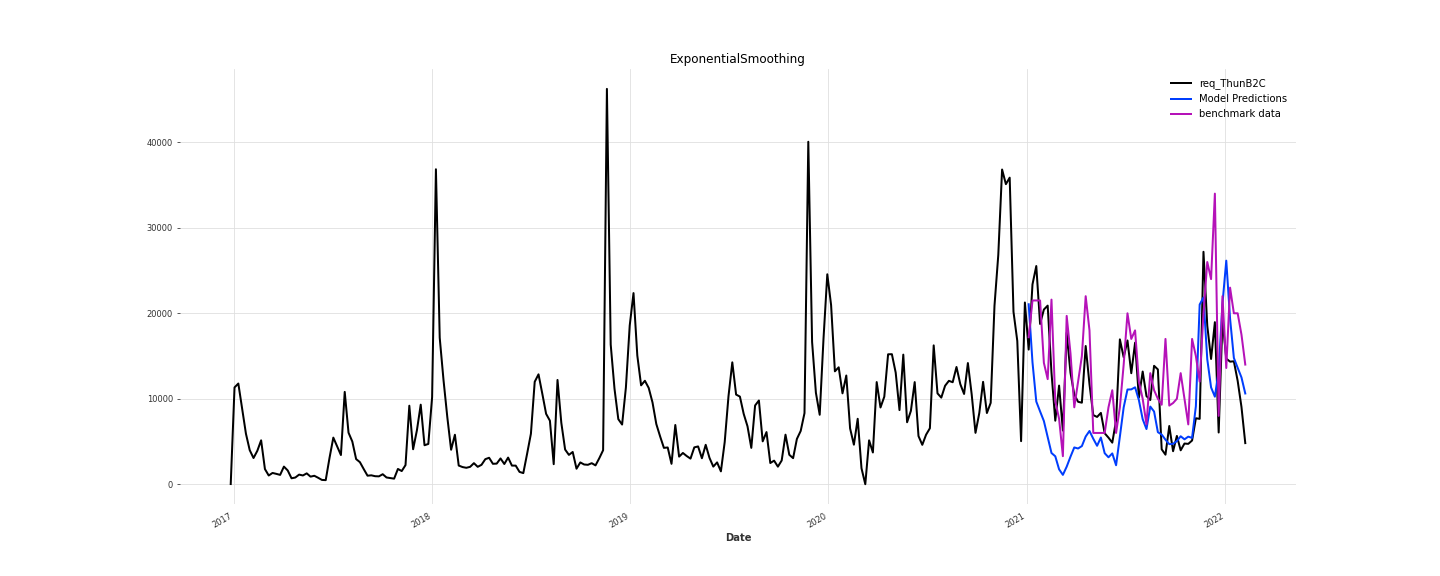 ExponentialSmoothing
req_ThunB2C
Model Predictions
benchmark data
40000
30000
20000
10000
0
2017
2018
2019
2020
2021
2022
Date